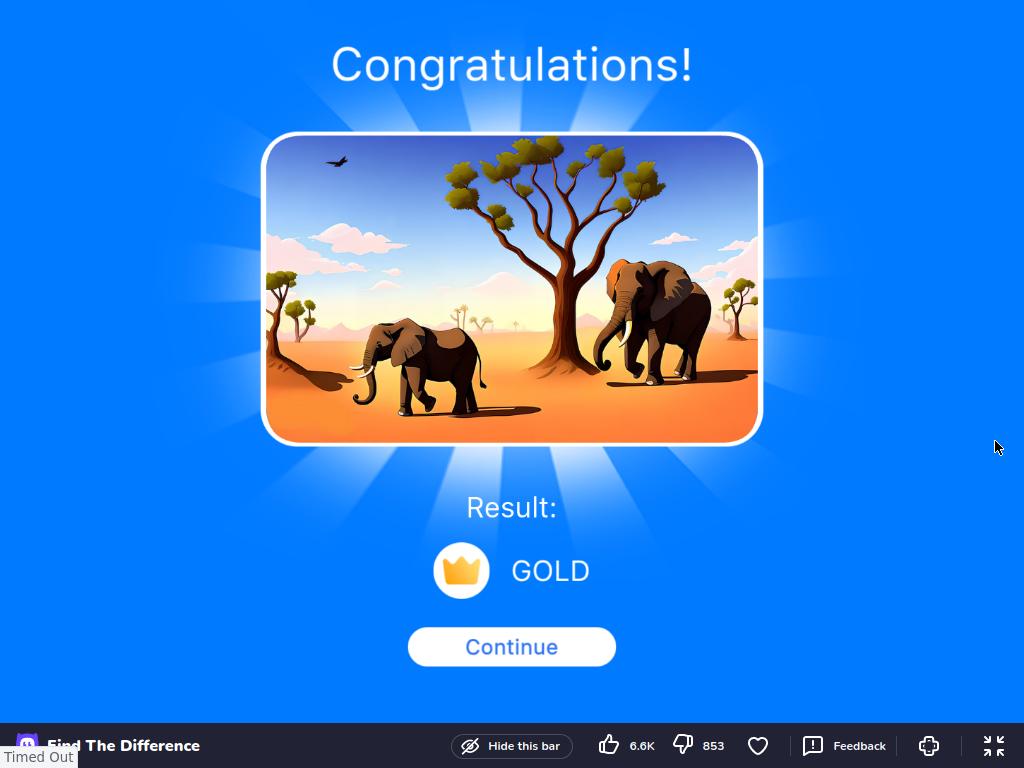 Congratulations!
Result:
GOLD
Continue
Find The Difference
Hide this bar
6.6K
853
Feedback
Timed Out